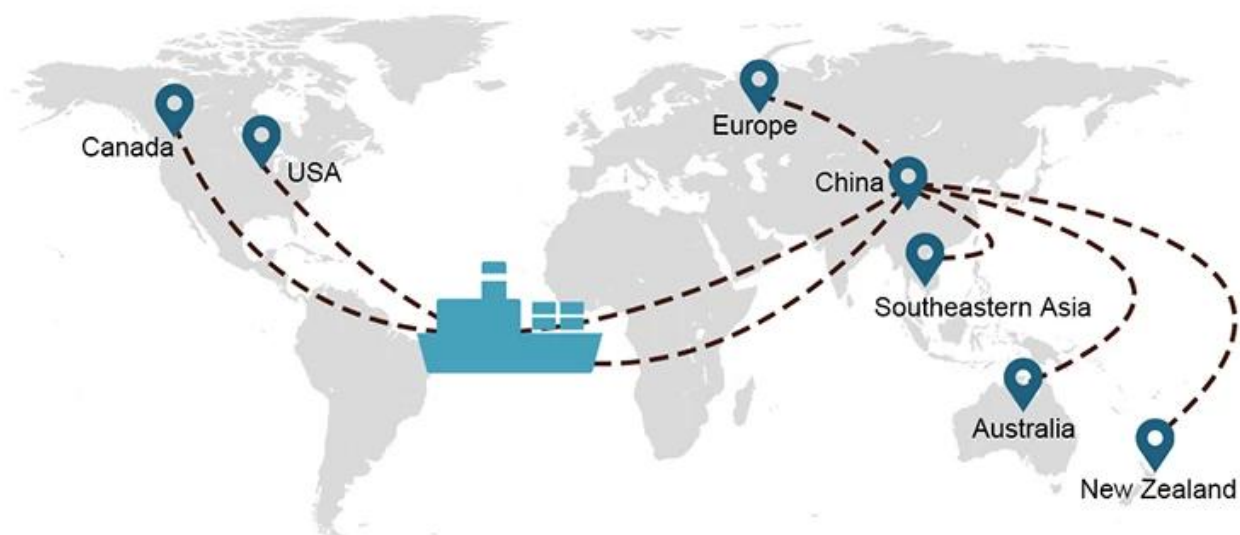 Canada
USA
Europe
China
Southeastern Asia
Australia
New Zealand